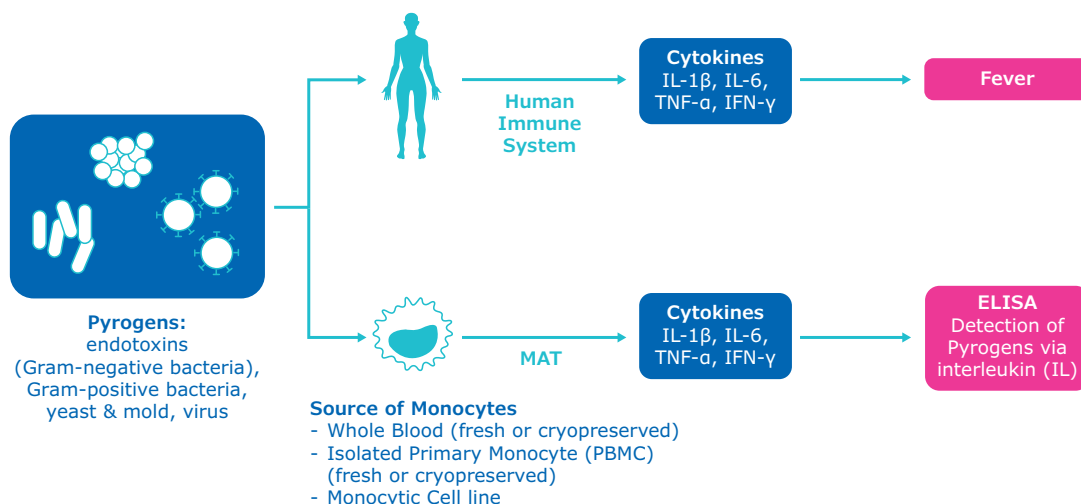 Pyrogens:
endotoxins
(Gram-negative bacteria),
Gram-positive bacteria,
yeast & mold, virus
Human
Immune
System
Cytokines
IL-1β, IL-6,
TNF-α, IFN-γ
Fever
MAT
Cytokines
IL-1β, IL-6,
TNF-α, IFN-γ
ELISA
Detection of
Pyrogens via
interleukin (IL)
Source of Monocytes
- Whole Blood (fresh or cryopreserved)
- Isolated Primary Monocyte (PBMC)
(fresh or cryopreserved)
- Monocytic Cell line